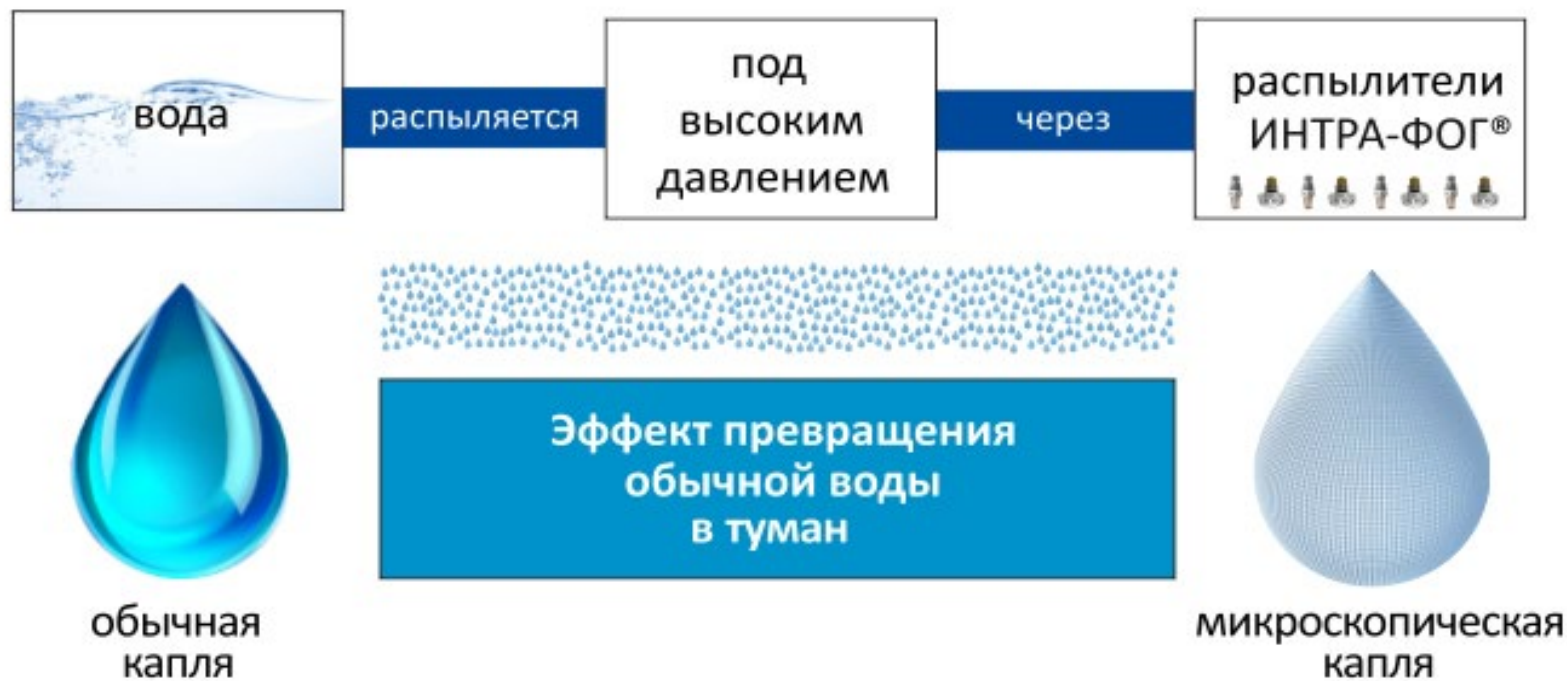 вода
распыляется
под
высоким
давлением
через
распылители
ИНТРА-ФОГ®
Эффект превращения
обычной воды
в туман
обычная
капля
микроскопическая
капля